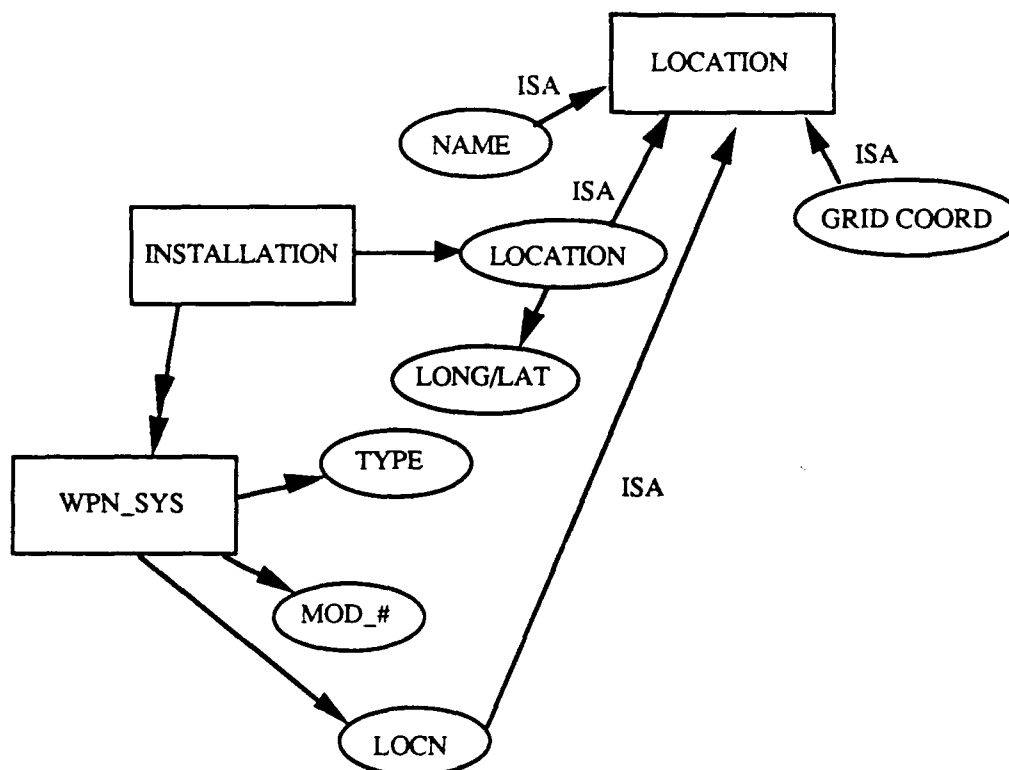 LOCATION
ISA
NAME
ISA
ISA
GRID COORD
INSTALLATION
LOCATION
LONG/LAT
TYPE
WPN_SYS
ISA
MOD_#
LOCN